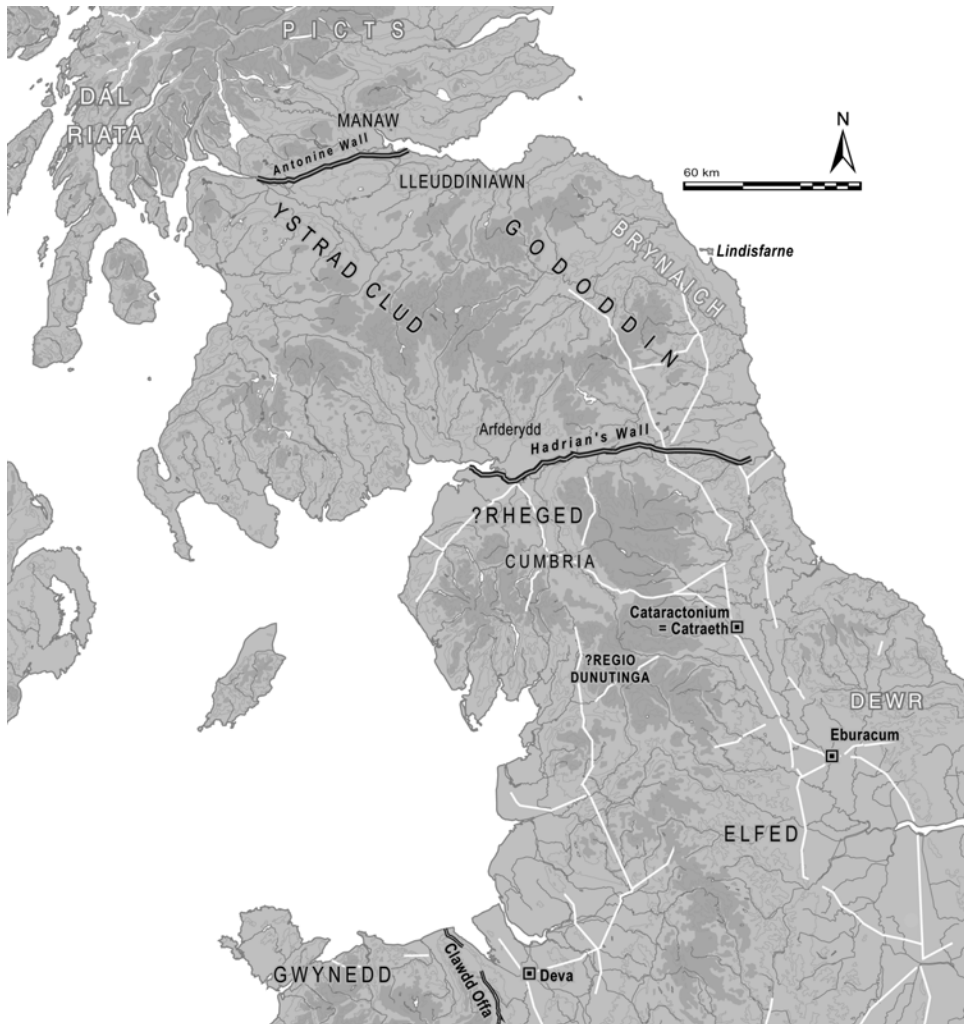 PICTS
DÁL
RIATA
MANAW
Antonine Wall
LLEUDDINIAWN
N
60 km
YSTRAD CLUD
GODODDIN
BRYNAICH
Lindisfarne
Arfderydd
Hadrian's Wall
?RHEGED
CUMBRIA
Cataractonium
= Catraeth
?REGIO
DUNUTINGA
DEWR
Eburacum
ELFED
GWYNEDD
Clawdd Offa
Deva